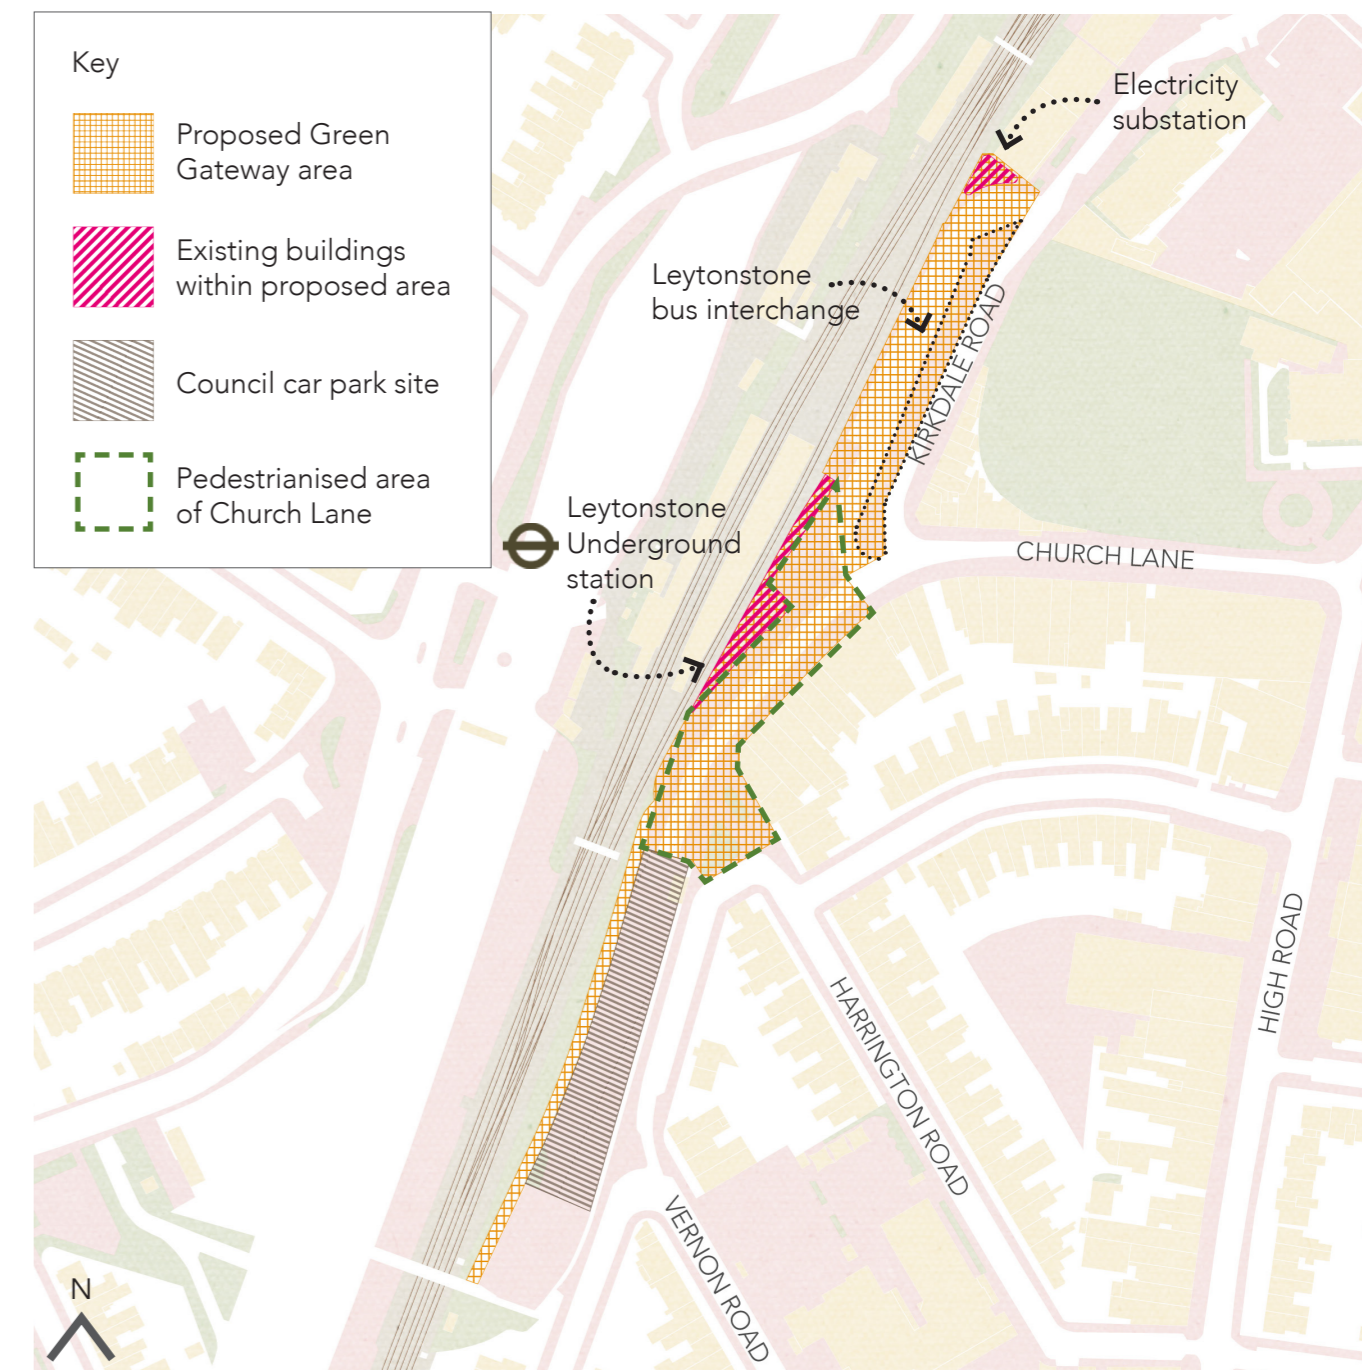 Key
Proposed Green
Gateway area
Existing buildings
within proposed area
Council car park site
Pedestrianised area
of Church Lane
Electricity
substation
Leytonstone
bus interchange
KIRKDALE ROAD
Leytonstone
Underground
station
CHURCH LANE
HIGH ROAD
HARRINGTON ROAD
VERNON ROAD
N